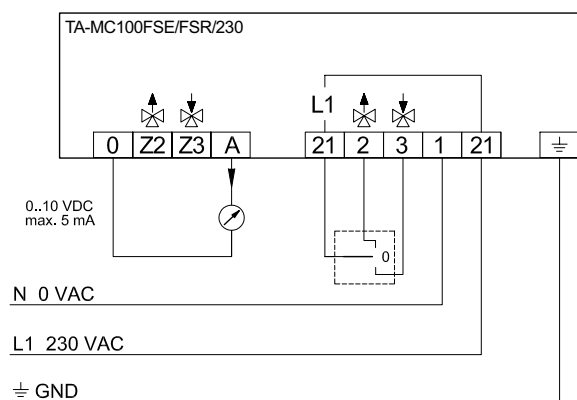 TA-MC100FSE/FSR/230
L1
0 Z2 Z3 A 21 2 3 1 21
0..10 VDC
max. 5 mA
0
N 0 VAC
L1 230 VAC
GND